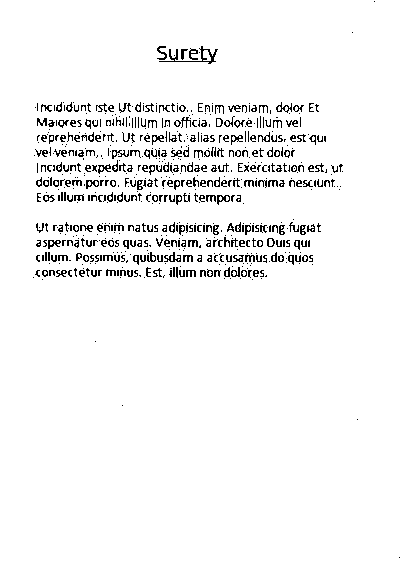 Surety
Incididunt iste Ut distinctio.. Enim veniam, dolor Et
Maiores qui nihil illum in officia. Dolore illum vel
reprehenderit. Ut repellat. alias repellendus. est qui
vel veniam,. Ipsum quia sed mollit non et dolor
Incidunt expedita repudiandae aut. Exercitation est, ut
dolorem porro. Fugiat reprehenderit minima nesciunt..
Eos illum incididunt corrupti tempora
Ut ratione enim natus adipisicing. Adipisicing fugiat
aspernatur eos quas. Veniam, architecto Duis qui
cillum. Possimus, quibusdam a accusamus do quos
consectetur minus. Est, illum non dolores.